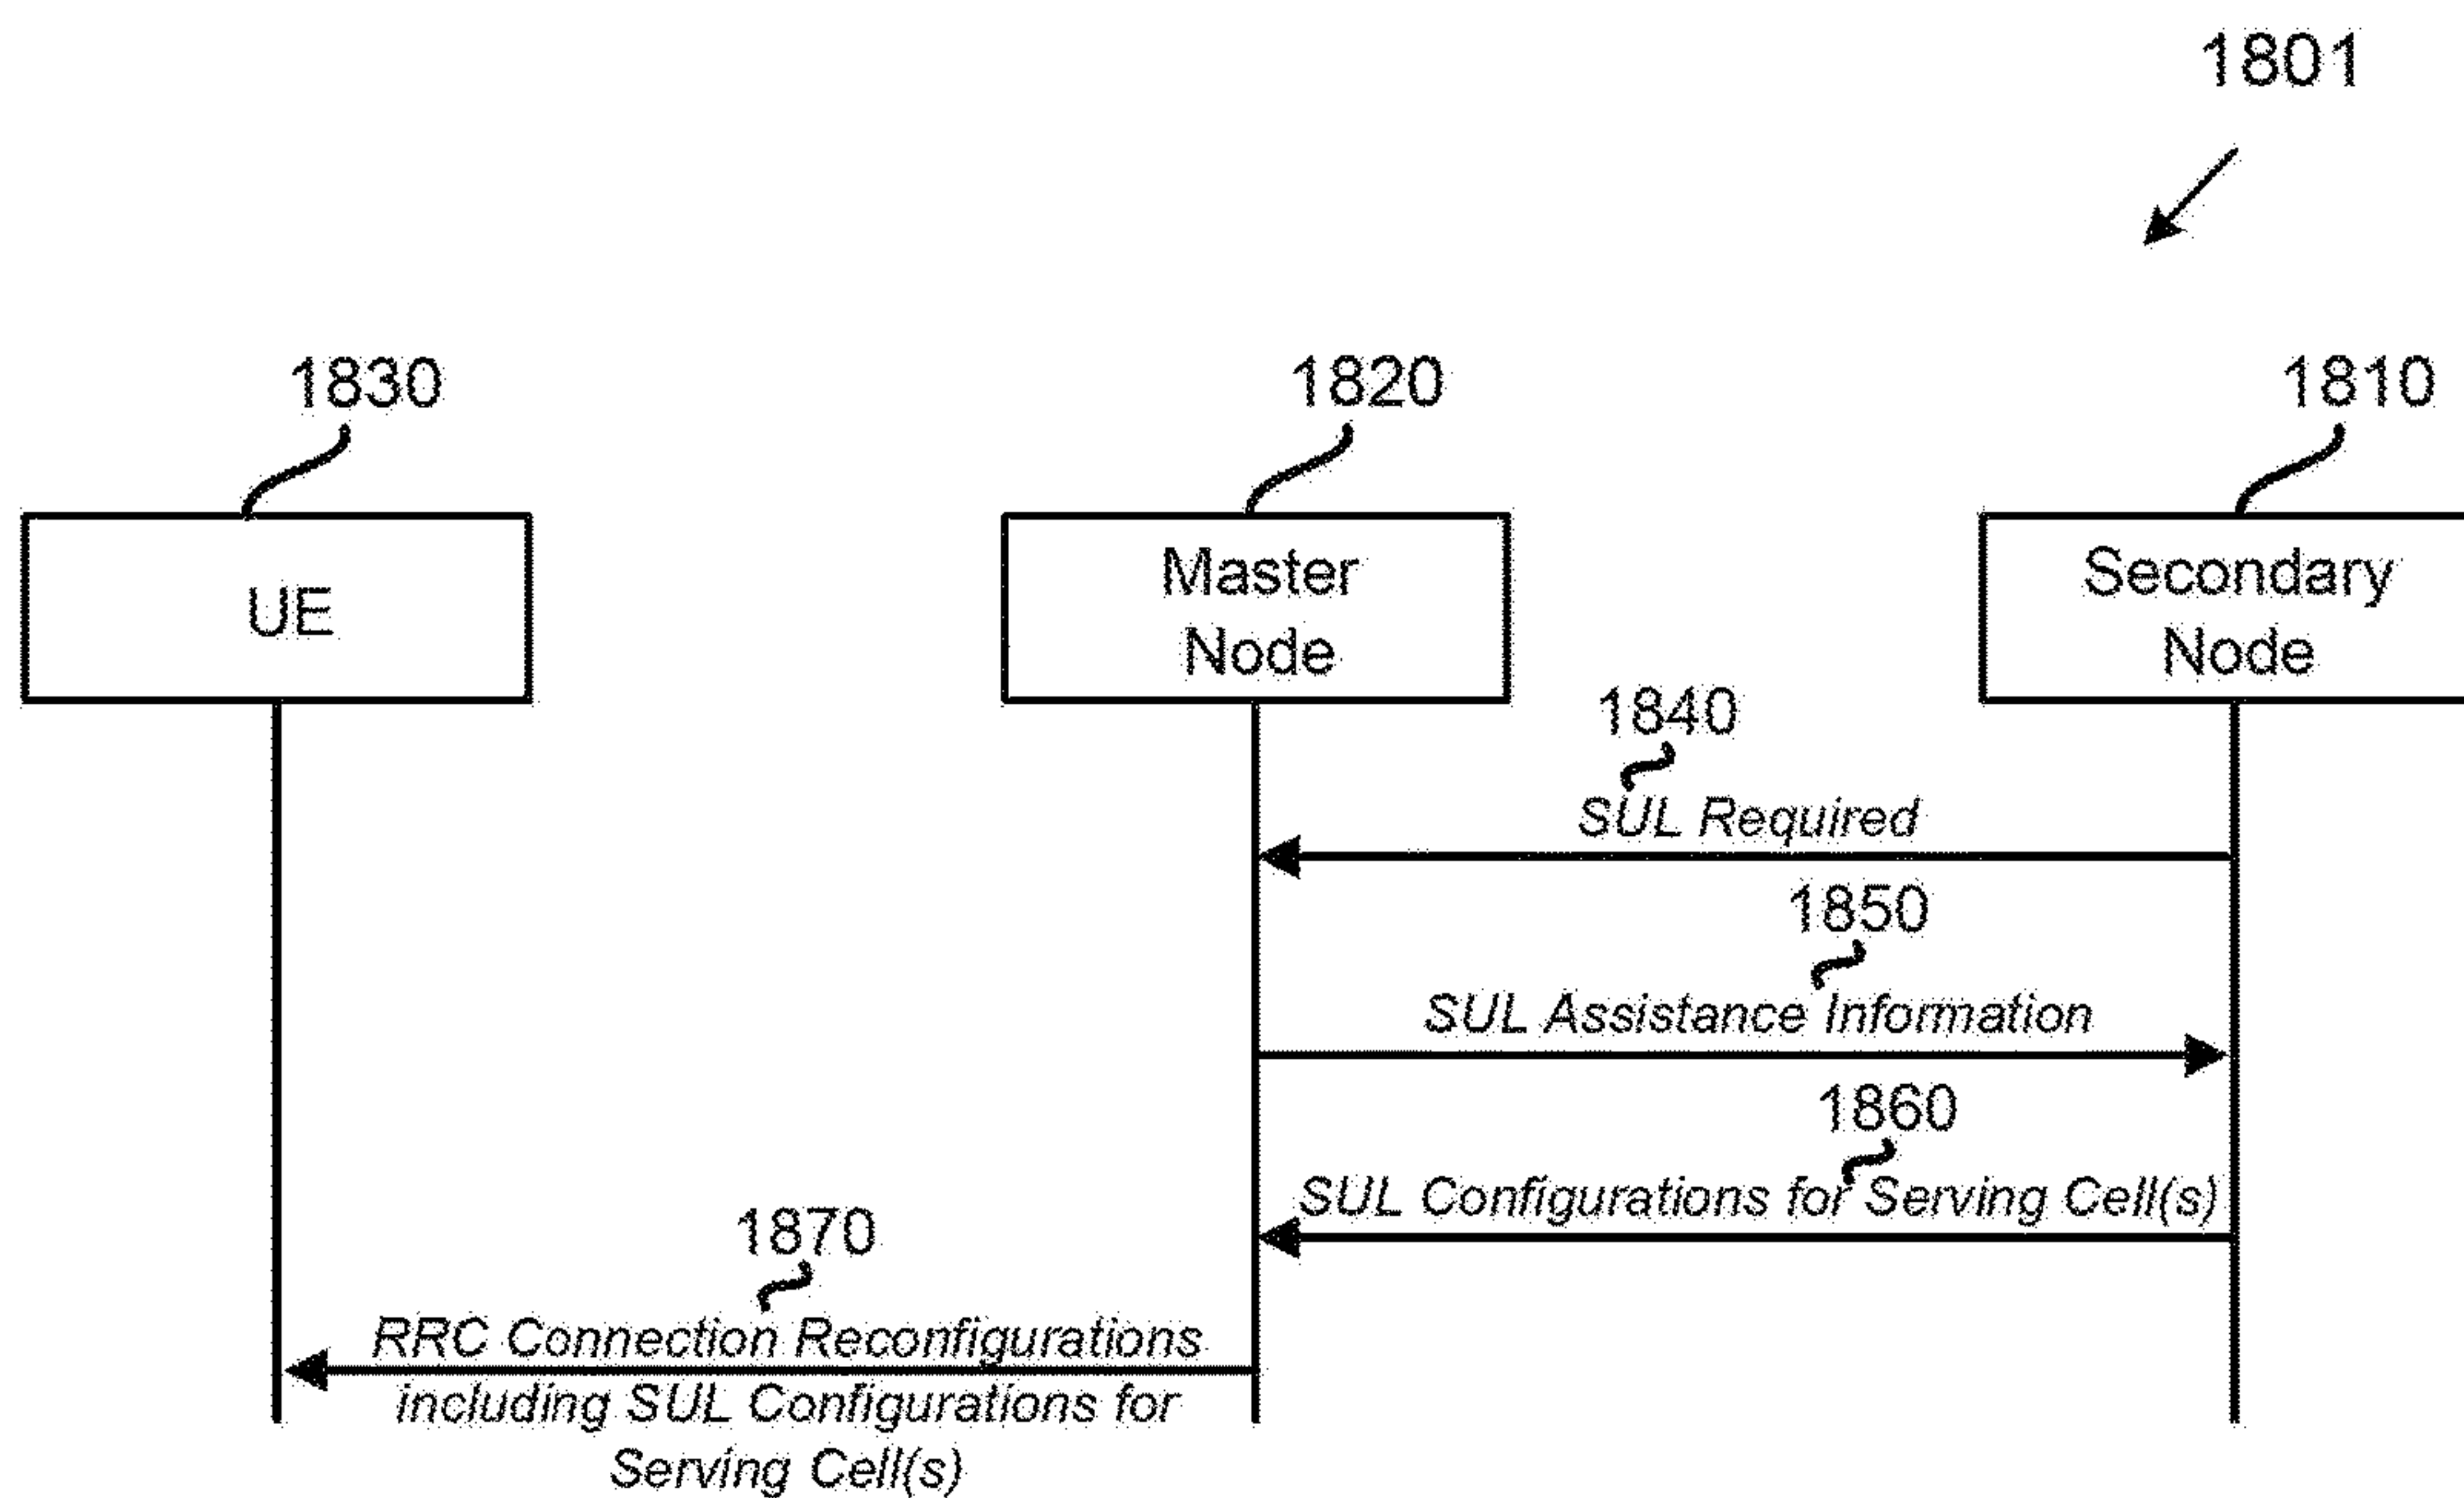 1801
1830
1820
1810
UE
Master
Node
Secondary
Node
1840
SUL Required
1850
SUL Assistance Information
1860
SUL Configurations for Serving Cell(s)
1870
RRC Connection Reconfigurations
including SUL Configurations for
Serving Cell(s)